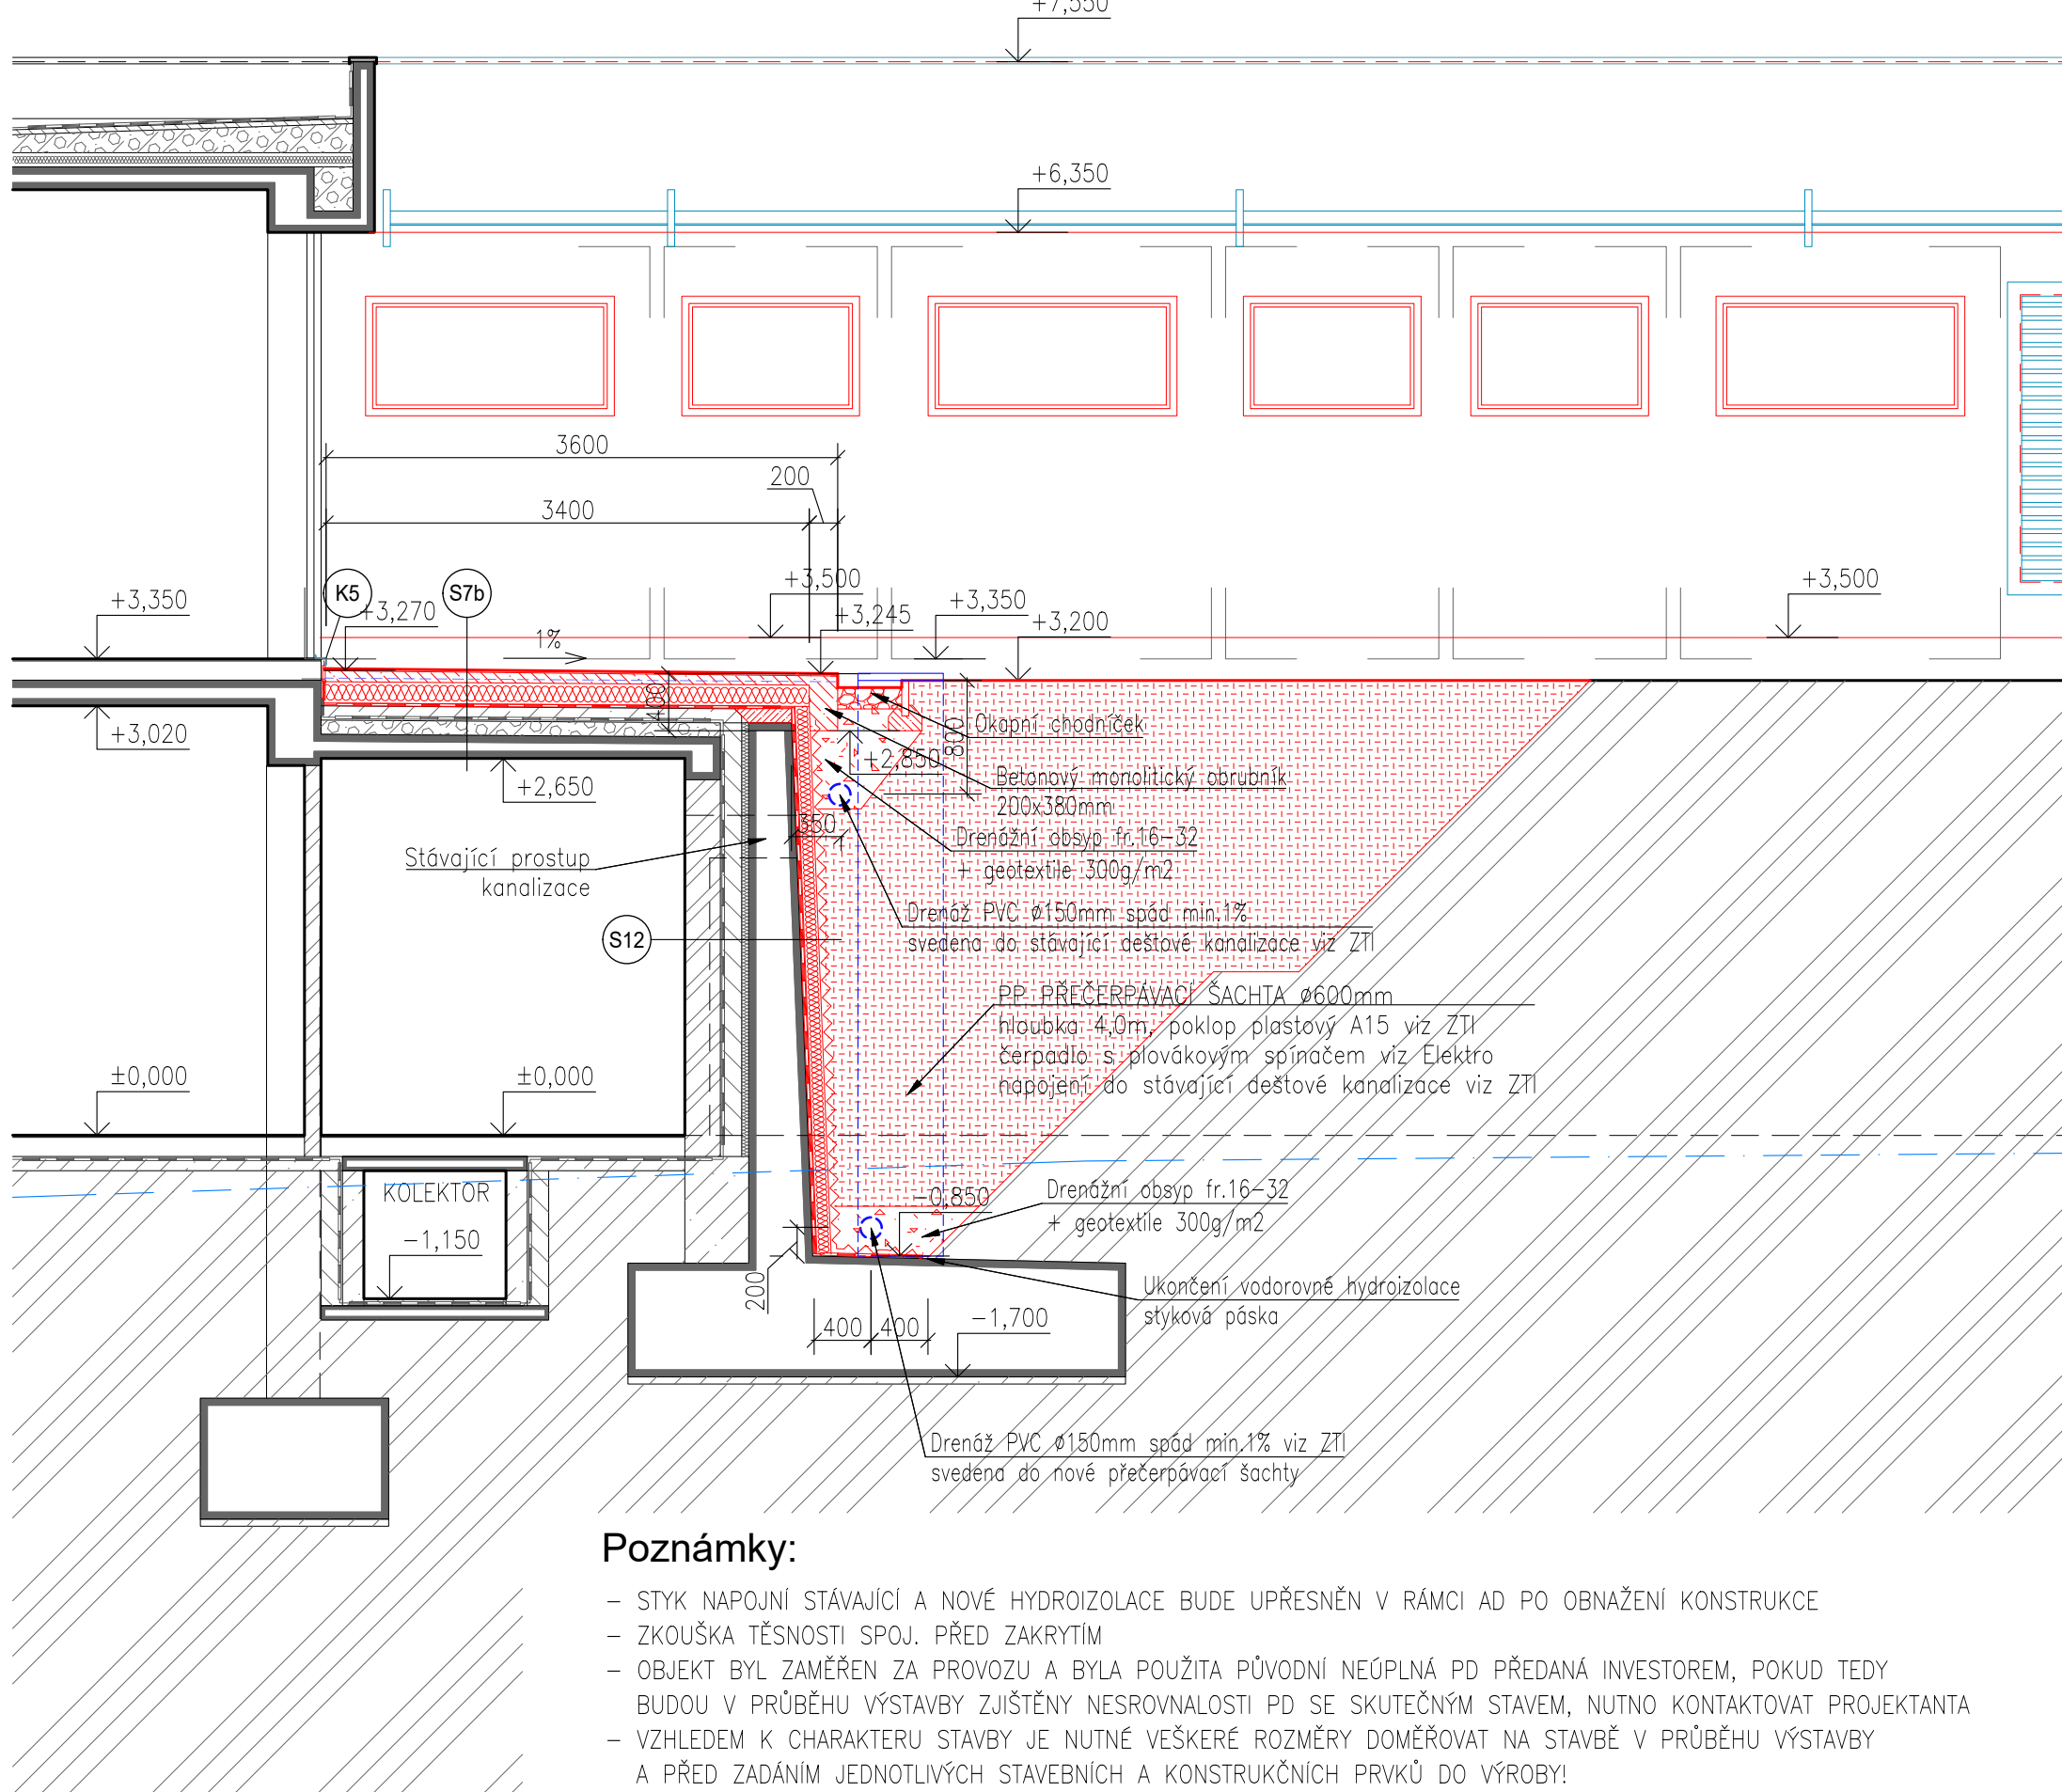 +7,550
+6,350
3600
200
3400
+3,500
+3,500
K5
S7b
+3,350
+3,270
+3,245
+3,350
+3,200
1%
400
800
Okapní chodníček
+3,020
+2,850
+2,650
Betonový monolitický obrubník
200x380mm
350
Drenážní obsyp fr.16-32
+ geotextile 300g/m2
Stávající prostup
kanalizace
Drenáž PVC ø150mm spád min.1%
svedena do stávající dešťové kanalizace viz ZTI
S12
PP PŘEČERPÁVACÍ ŠACHTA ø600mm
hloubka 4,0m, poklop plastový A15 viz ZTI
čerpadlo s plovákovým spínačem viz Elektro
napojení do stávající dešťové kanalizace viz ZTI
±0,000
±0,000
KOLEKTOR
-1,150
-0,850
Drenážní obsyp fr.16-32
+ geotextile 300g/m2
200
Ukončení vodorovné hydroizolace
styková páska
400
400
-1,700
Drenáž PVC ø150mm spád min.1% viz ZTI
svedena do nové přečerpávací šachty
Poznámky:
– STYK NAPOJNÍ STÁVAJÍCÍ A NOVÉ HYDROIZOLACE BUDE UPŘESNĚN V RÁMCI AD PO OBNAŽENÍ KONSTRUKCE
– ZKOUŠKA TĚSNOSTI SPOJ. PŘED ZAKRYTÍM
– OBJEKT BYL ZAMĚŘEN ZA PROVOZU A BYLA POUŽITA PŮVODNÍ NEÚPLNÁ PD PŘEDANÁ INVESTOREM, POKUD TEDY
BUDOU V PRŮBĚHU VÝSTAVBY ZJIŠTĚNY NESROVNALOSTI PD SE SKUTEČNÝM STAVEM, NUTNO KONTAKTOVAT PROJEKTANTA
– VZHLEDEM K CHARAKTERU STAVBY JE NUTNÉ VEŠKERÉ ROZMĚRY DOMĚŘOVAT NA STAVBĚ V PRŮBĚHU VÝSTAVBY
A PŘED ZADÁNÍM JEDNOTLIVÝCH STAVEBNÍCH A KONSTRUKČNÍCH PRVKŮ DO VÝROBY!